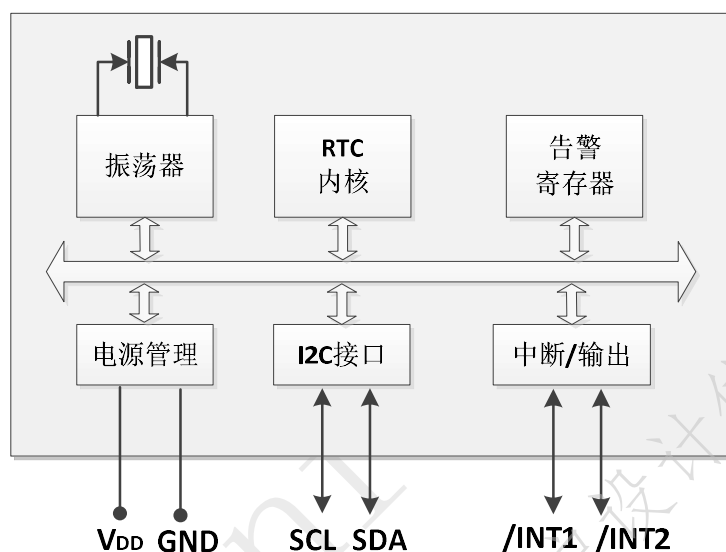 振荡器
RTC
内核
告警
寄存器
电源管理
I2C接口
中断/输出
VDD GND SCL SDA /INT1 /INT2